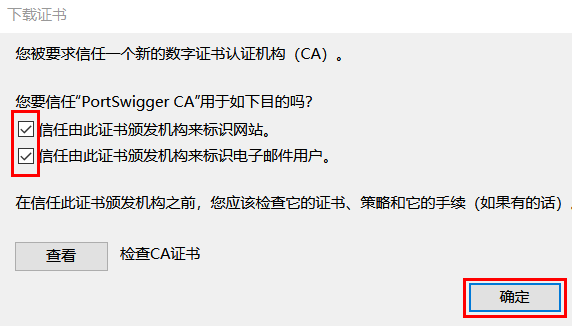 下载证书
您被要求信任一个新的数字证书认证机构（CA）。
您要信任“PortSwigger CA”用于如下目的吗？
信任由此证书颁发机构来标识网站。
信任由此证书颁发机构来标识电子邮件用户。
在信任此证书颁发机构之前，您应该检查它的证书、策略和它的手续（如果有的话）。
查看 检查CA证书
确定